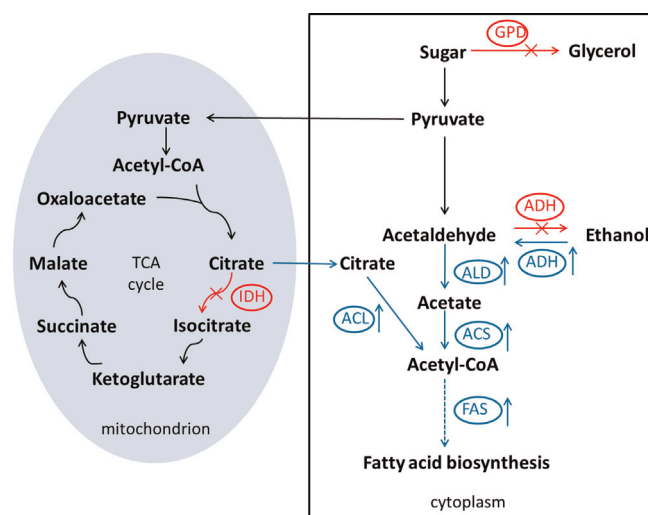 GPD
Sugar
Glycerol
Pyruvate
Pyruvate
Acetyl-CoA
Oxaloacetate
ADH
Acetaldehyde
Ethanol
Malate
TCA
cycle
Citrate
Citrate
ALD
ADH
IDH
Acetate
Succinate
Isocitrate
ACL
ACS
Acetyl-CoA
Ketoglutarate
FAS
mitochondrion
Fatty acid biosynthesis
cytoplasm